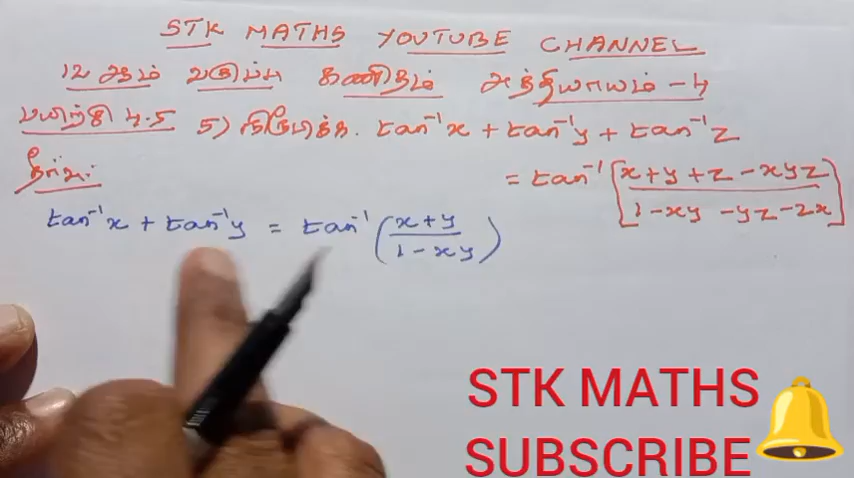 STK MATHS YOUTUBE CHANNEL
12 ஆம் வகுப்பு கணிதம் அத்தியாயம் - 4
பயிற்சி 4.5 5) நிரூபிக்க. tan⁻¹x + tan⁻¹y + tan⁻¹z
= tan⁻¹[(x+y+z-xyz)/(1-xy-yz-zx)]
தீர்வு:
tan⁻¹x + tan⁻¹y = tan⁻¹((x+y)/(1-xy))
STK MATHS
SUBSCRIBE